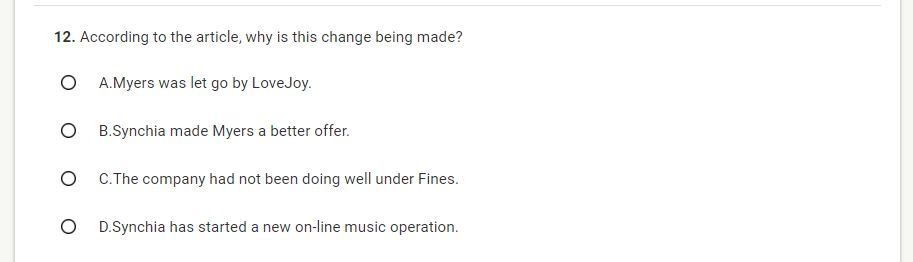 12. According to the article, why is this change being made?
A.Myers was let go by LoveJoy.
B.Synchia made Myers a better offer.
C.The company had not been doing well under Fines.
D.Synchia has started a new on-line music operation.